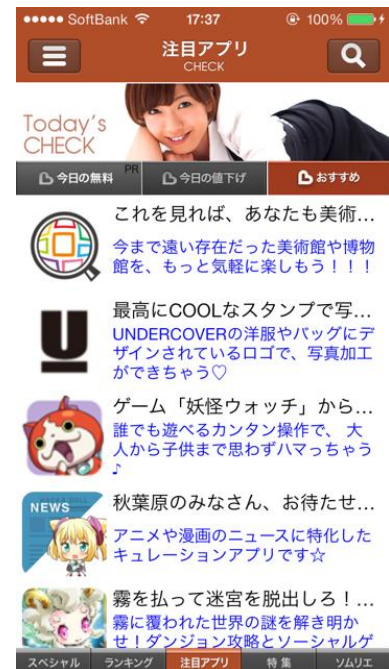 SoftBank 17:37 100%
注目アプリ
CHECK
Today's
CHECK
今日の無料
PR
今日の値下げ
おすすめ
これを見れば、あなたも美術...
今まで遠い存在だった美術館や博物
館を、もっと気軽に楽しもう！！！
U
最高にCOOLなスタンプで写...
UNDERCOVERの洋服やバッグにデ
ザインされているロゴで、写真加工
ができちゃう♡
ゲーム「妖怪ウォッチ」から...
誰でも遊べるカンタン操作で、 大
人から子供まで思わずハマっちゃう
♪
NEWS
秋葉原のみなさん、お待たせ...
アニメや漫画のニュースに特化した
キュレーションアプリです☆
霧を払って迷宮を脱出しろ！...
霧に覆われた世界の謎を解き明か
せ！ダンジョン攻略とソーシャルゲ
スペシャル ランキング 注目アプリ 特集 ソムリエ